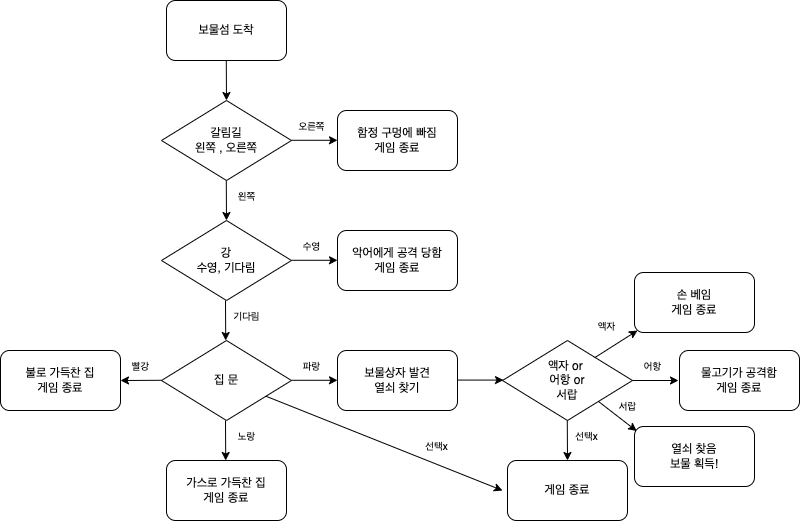 보물섬 도착
갈림길
왼쪽 , 오른쪽
오른쪽
함정 구멍에 빠짐
게임 종료
왼쪽
강
수영, 기다림
수영
악어에게 공격 당함
게임 종료
기다림
손 베임
게임 종료
액자
불로 가득찬 집
게임 종료
빨강
집 문
파랑
보물상자 발견
열쇠 찾기
액자 or
어항 or
서랍
어항
물고기가 공격함
게임 종료
서랍
열쇠 찾음
보물 획득!
노랑
선택x
선택x
가스로 가득찬 집
게임 종료
게임 종료